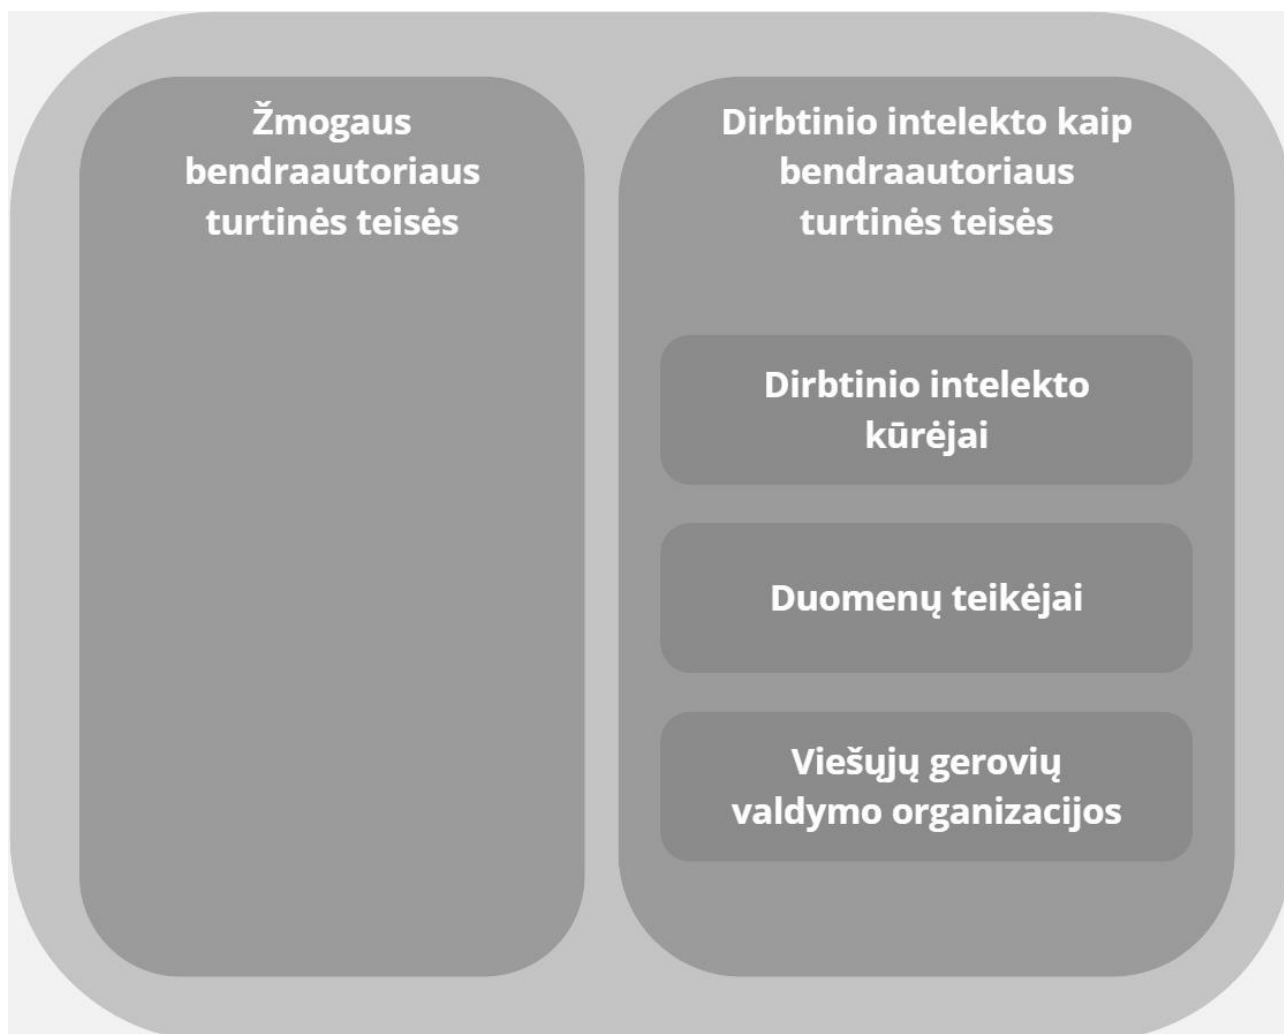 Žmogaus
bendraautoriaus
turtinės teisės
Dirbtinio intelekto kaip
bendraautoriaus
turtinės teisės
Dirbtinio intelekto
kūrėjai
Duomenų teikėjai
Viešųjų gerovių
valdymo organizacijos